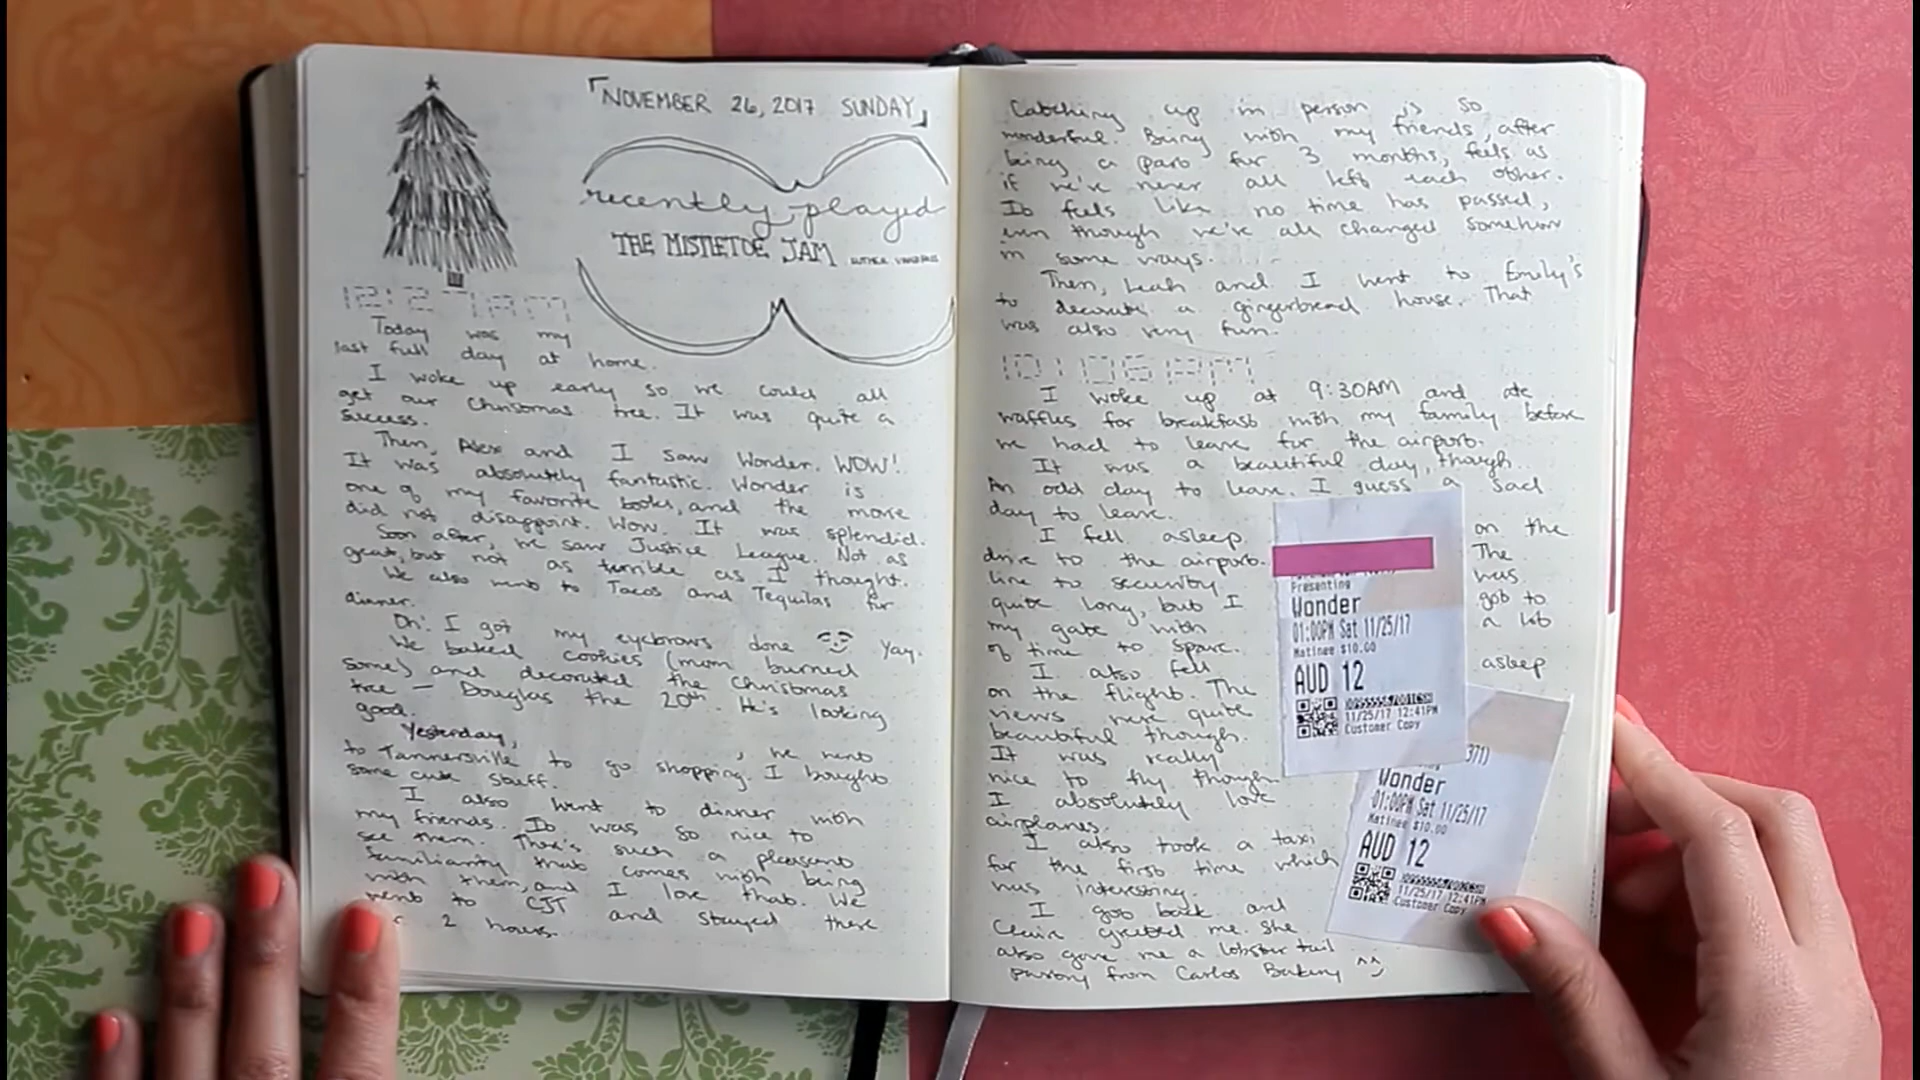 「NOVEMBER 26, 2017 SUNDAY」
recently played
THE MISTLETOE JAM LUTHER VANDROSS
12:27AM
Today was my
last full day at home.
I woke up early so we could all
get our Christmas tree. It was quite a
success.
Then, Alex and I saw Wonder. WOW!
It was absolutely fantastic. Wonder is
one of my favorite books, and the movie
did not disappoint. Wow. It was splendid.
Soon after, we saw Justice League. Not as
great, but not as terrible as I thought.
We also went to Tacos and Tequilas for
dinner.
Oh! I got my eyebrows done Yay.
We baked cookies (mom burned
some) and decorated the Christmas
tree — Douglas the 20th. He's looking
good.
Yesterday,
, we went
to Tannersville to go shopping. I bought
some cute stuff.
I also went to dinner with
my friends. It was so nice to
see them. There's such a pleasant
familiarity that comes with being
with them, and I love that. We
went to CJT and stayed there
2 hours.
Catching up in person is so
wonderful. Being with my friends, after
being a part for 3 months, feels as
if we've never all left each other.
It feels like no time has passed,
even though we've all changed somehow
in some ways.
Then, Leah and I went to Emily's
to decorate a gingerbread house. That
was also very fun.
01:06AM
I woke up at 9:30AM and ate
waffles for breakfast with my family before
we had to leave for the airport.
It was a beautiful day, though.
An odd day to leave. I guess a sad
day to leave.
I fell asleep on the
drive to the airport. The
line to security was
quite long, but I got to
my gate with a lot
of time to spare.
I also fell asleep
on the flight. The
views were quite
beautiful though.
It was really
nice to fly though
I absolutely love
airplanes.
I also took a taxi
for the first time which
was interesting.
I got back and
Claire greeted me. She
also gave me a lobster tail
pastry from Carlos Bakery ^^
Presenting
Wonder
01:00PM Sat 11/25/17
Matinee $10.00
AUD 12
11/25/17 12:41PM
Customer Copy
371)
Wonder
01:00PM Sat 11/25/17
Matinee $10.00
AUD 12
11/25/17 12:41PM
Customer Copy